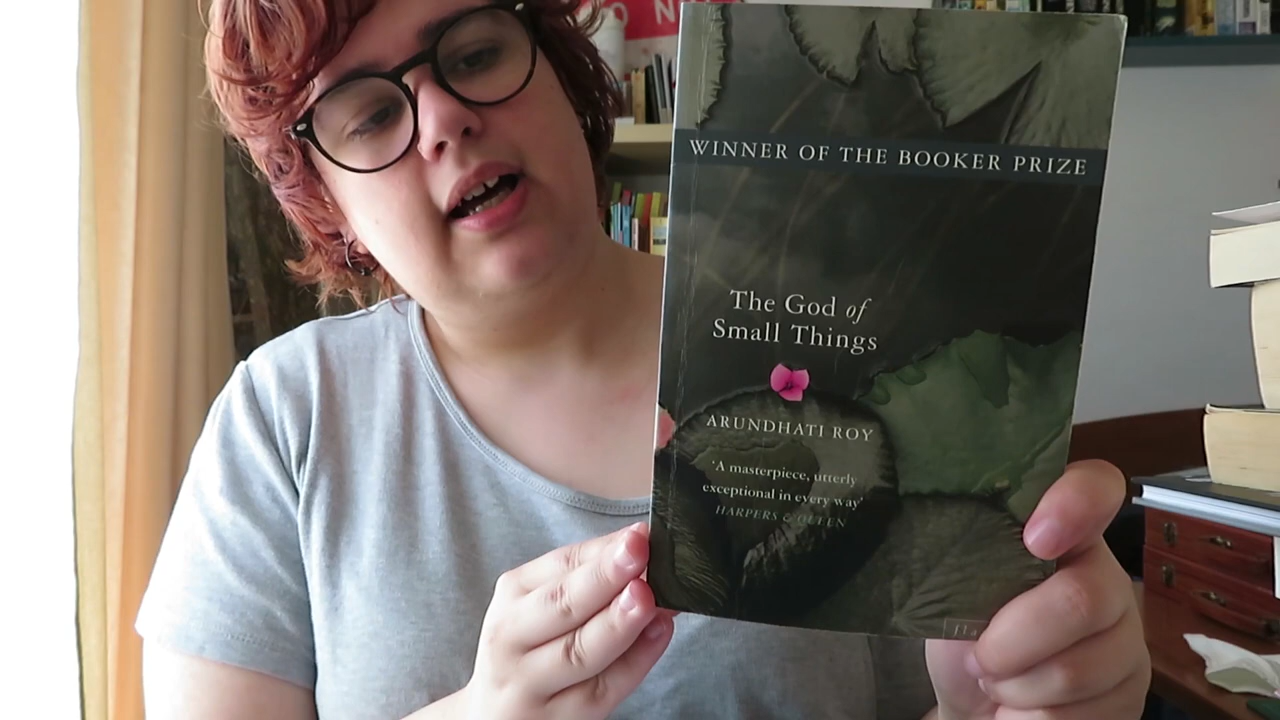 WINNER OF THE BOOKER PRIZE
The God of
Small Things
ARUNDHATI ROY
'A masterpiece, utterly
exceptional in every way'
HARPERS & QUEEN